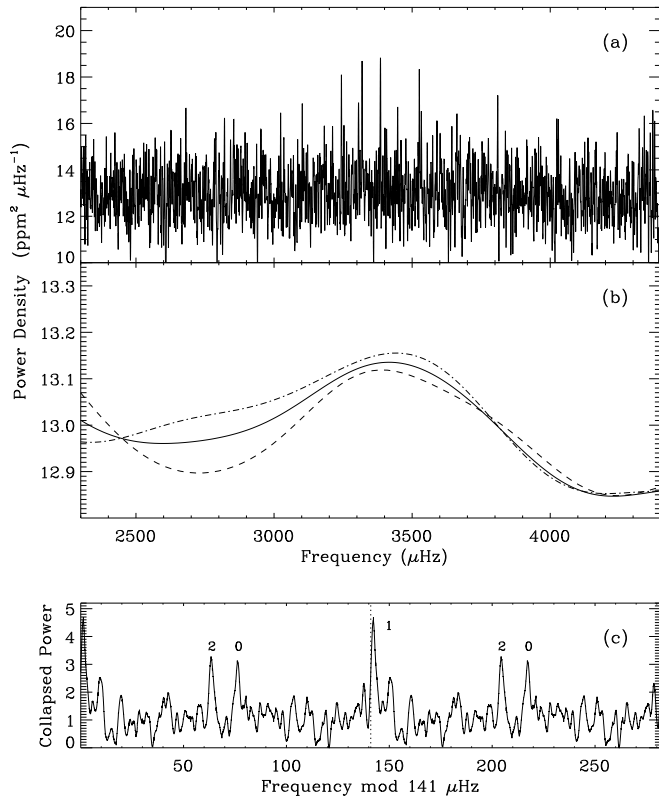 (a)
20
18
16
14
12
10
Power Density (ppm² μHz⁻¹)
(b)
13.3
13.2
13.1
13.0
12.9
2500 3000 3500 4000
Frequency (μHz)
(c)
5
4
3
2
1
0
Collapsed Power
2 0 1 2 0
50 100 150 200 250
Frequency mod 141 μHz